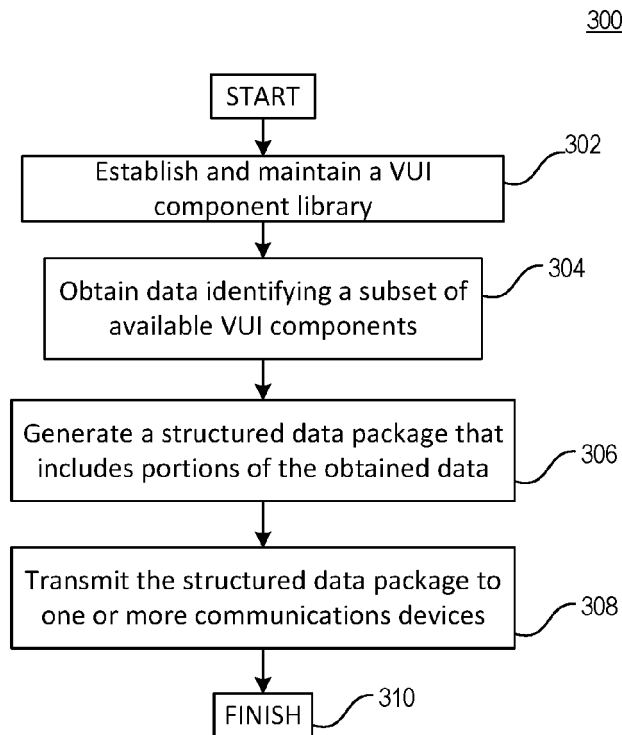 300
START
302
Establish and maintain a VUI
component library
304
Obtain data identifying a subset of
available VUI components
Generate a structured data package that
includes portions of the obtained data
306
Transmit the structured data package to
one or more communications devices
308
310
FINISH